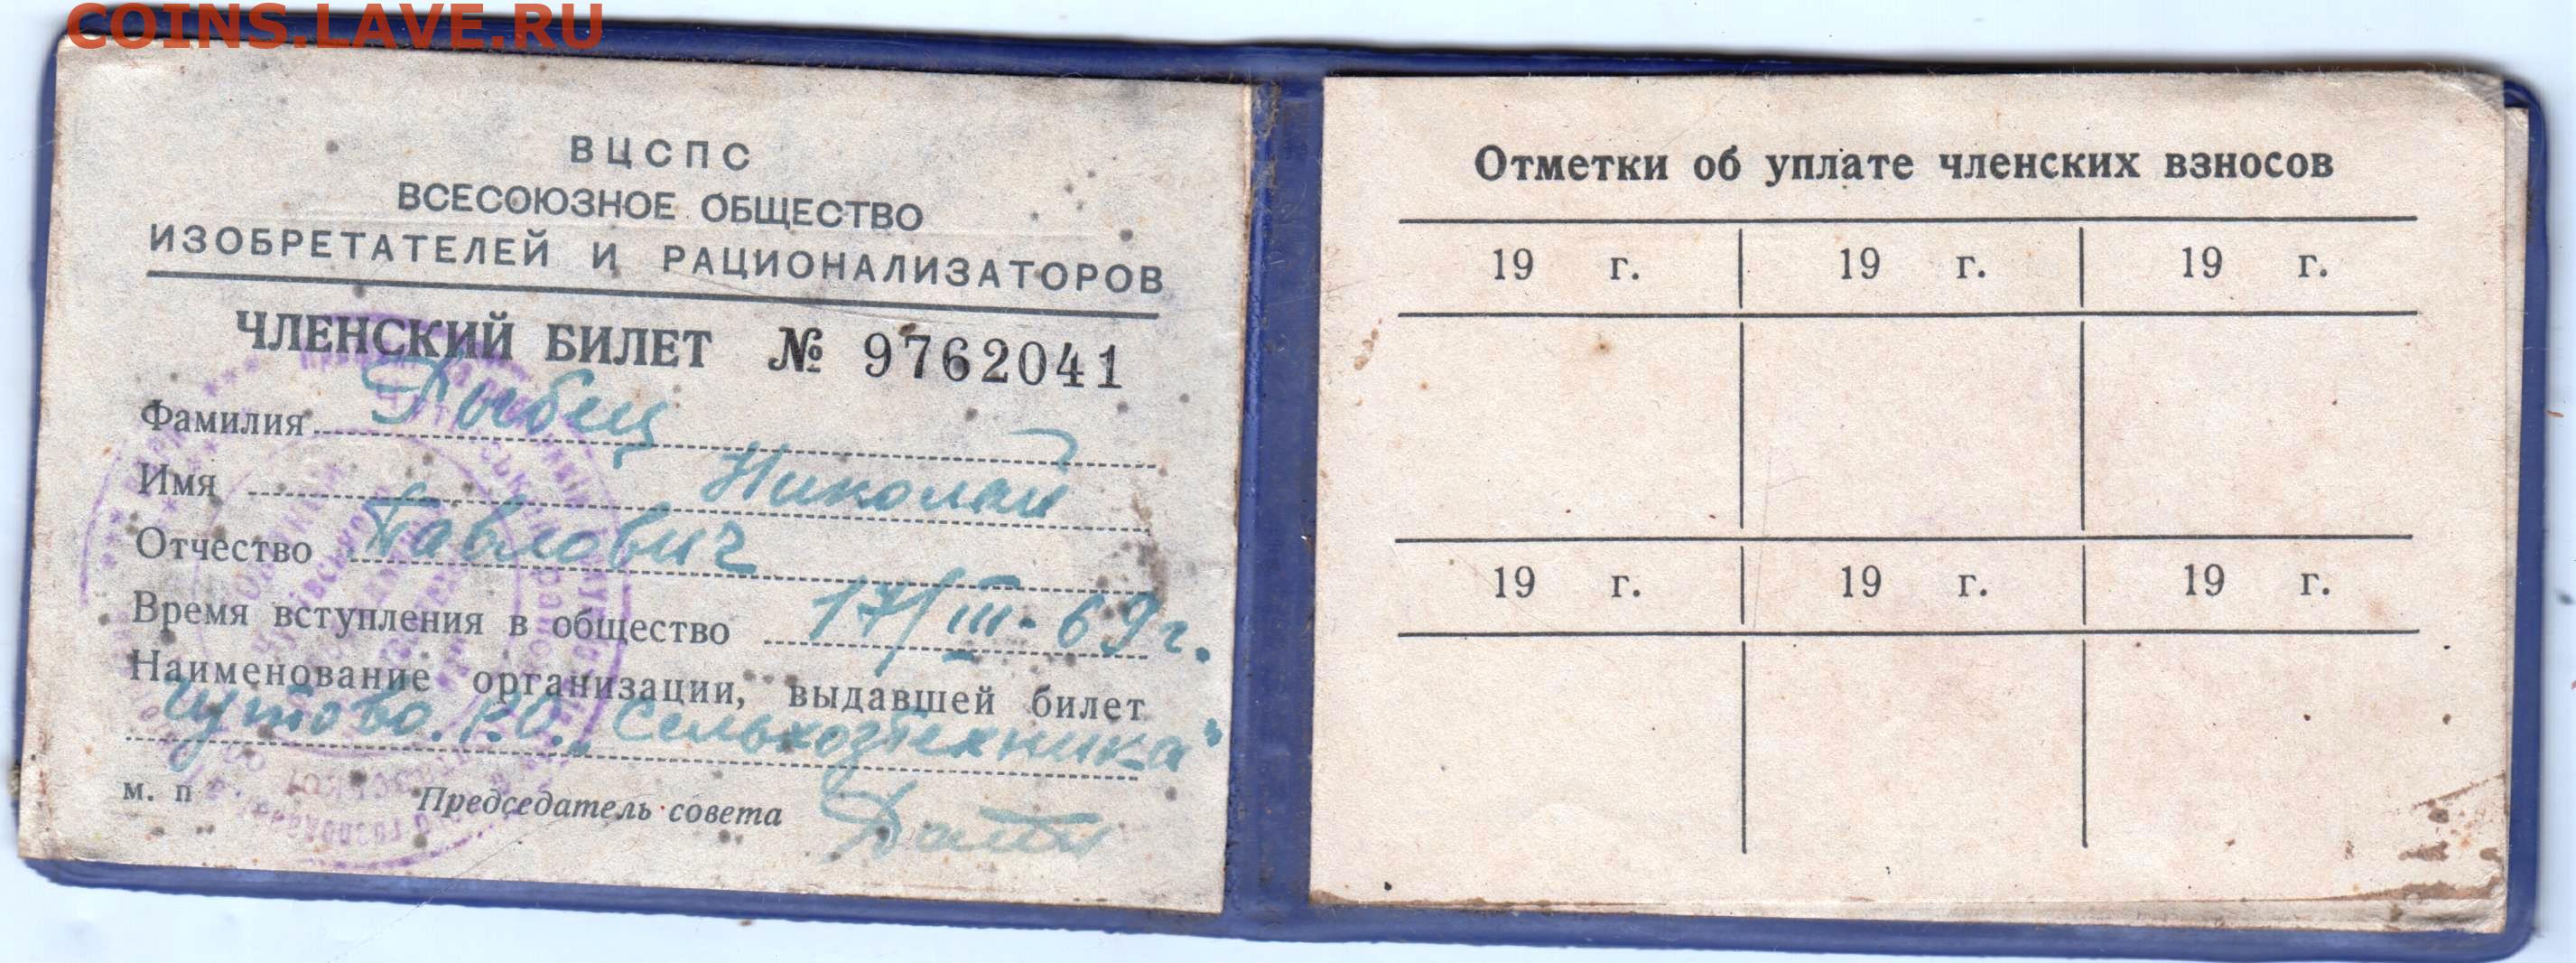 COINS.LAVE.RU
ВЦСПС
ВСЕСОЮЗНОЕ ОБЩЕСТВО
ИЗОБРЕТАТЕЛЕЙ И РАЦИОНАЛИЗАТОРОВ
ЧЛЕНСКИЙ БИЛЕТ № 9762041
Фамилия
Имя Николай
Отчество Павлович
Время вступления в общество 17/III-69г.
Наименование организации, выдавшей билет
Чутово. Р.О. „Сельхозтехника"
м. п
Председатель совета
Отметки об уплате членских взносов
19 г. 19 г. 19 г.
19 г. 19 г. 19 г.